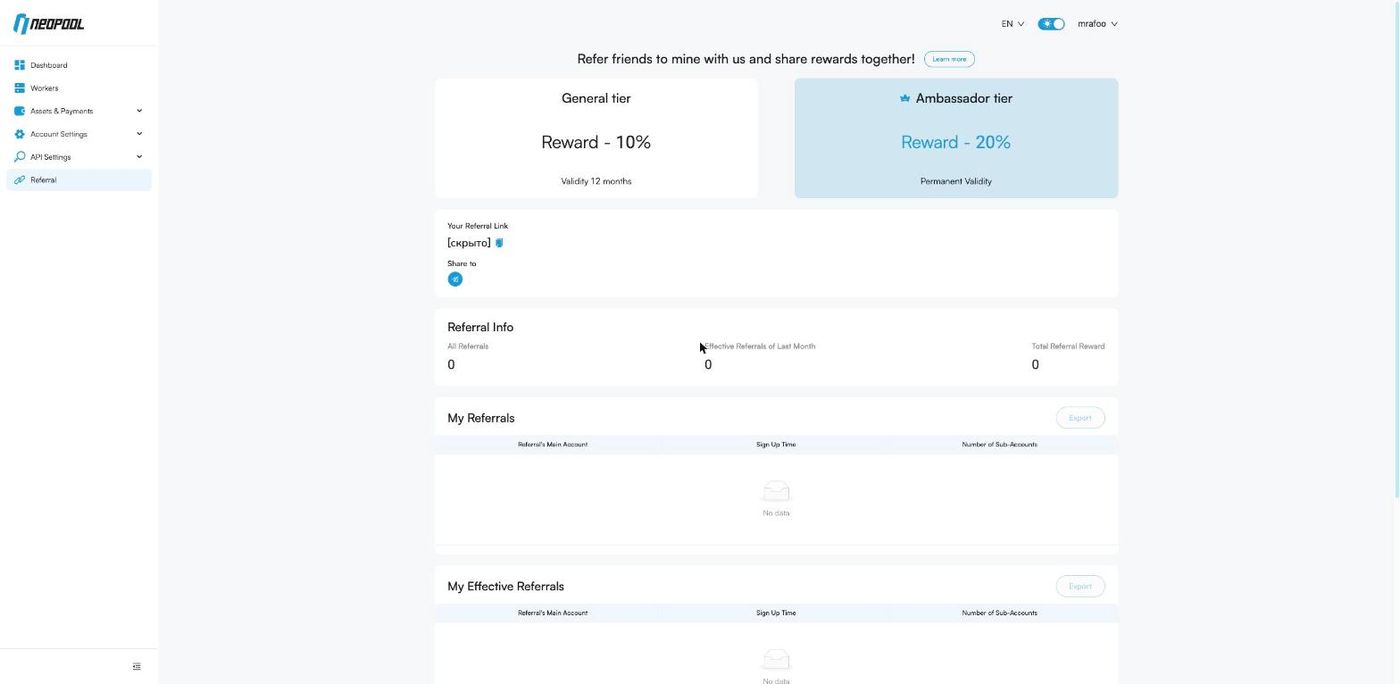 NEOPOOL
EN
mrafoo
Dashboard
Workers
Assets & Payments
Account Settings
API Settings
Referral
Refer friends to mine with us and share rewards together!
Learn more
General tier
Reward - 10%
Validity 12 months
Ambassador tier
Reward - 20%
Permanent Validity
Your Referral Link
[скрыто]
Share to
Referral Info
All Referrals
Effective Referrals of Last Month
Total Referral Reward
0
0
0
My Referrals
Export
Referral's Main Account
Sign Up Time
Number of Sub-Accounts
No data
My Effective Referrals
Export
Referral's Main Account
Sign Up Time
Number of Sub-Accounts
No data